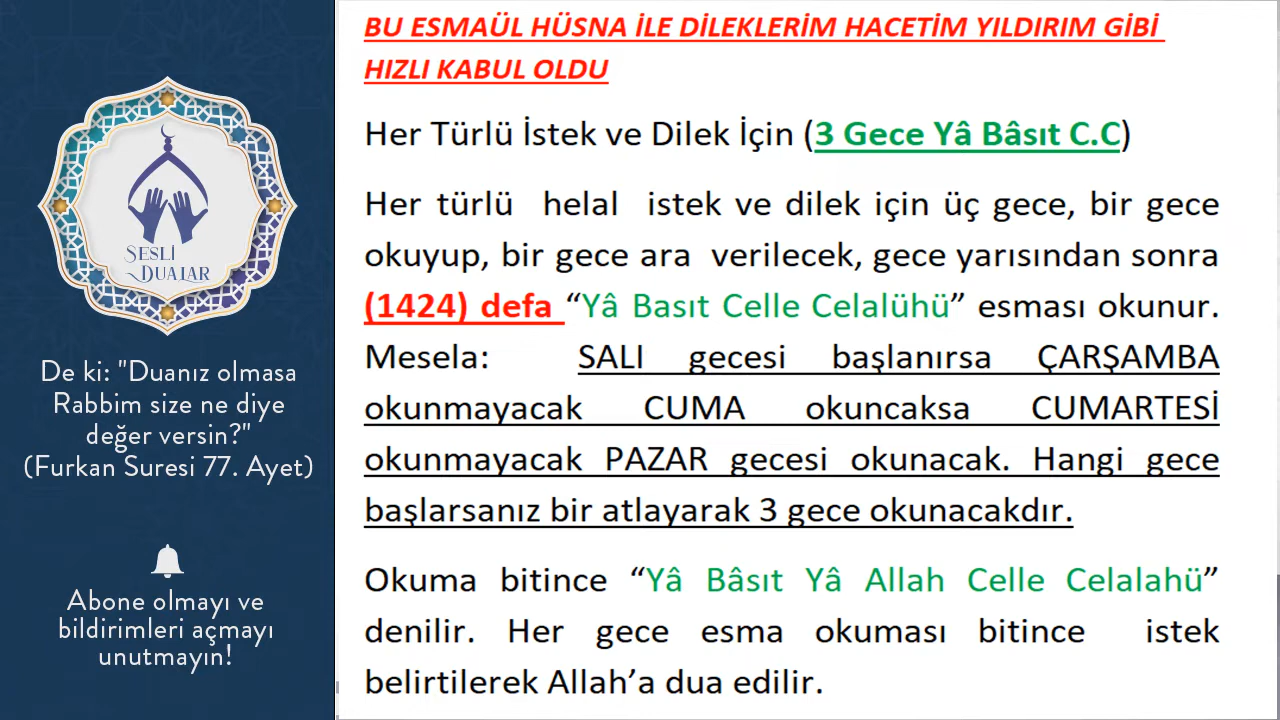 SESLİ
DUALAR
De ki: "Duanız olmasa
Rabbim size ne diye
değer versin?"
(Furkan Suresi 77. Ayet)
Abone olmayı ve
bildirimleri açmayı
unutmayın!
BU ESMAÜL HÜSNA İLE DİLEKLERİM HACETİM YILDIRIM GİBİ
HIZLI KABUL OLDU
Her Türlü İstek ve Dilek İçin (3 Gece Yâ Bâsıt C.C)
Her türlü helal istek ve dilek için üç gece, bir gece
okuyup, bir gece ara verilecek, gece yarısından sonra
(1424) defa “Yâ Basıt Celle Celalühü” esması okunur.
Mesela: SALI gecesi başlanırsa ÇARŞAMBA
okunmayacak CUMA okuncaksa CUMARTESİ
okunmayacak PAZAR gecesi okunacak. Hangi gece
başlarsanız bir atlayarak 3 gece okunacakdır.
Okuma bitince “Yâ Bâsıt Yâ Allah Celle Celalahü”
denilir. Her gece esma okuması bitince istek
belirtilerek Allah’a dua edilir.